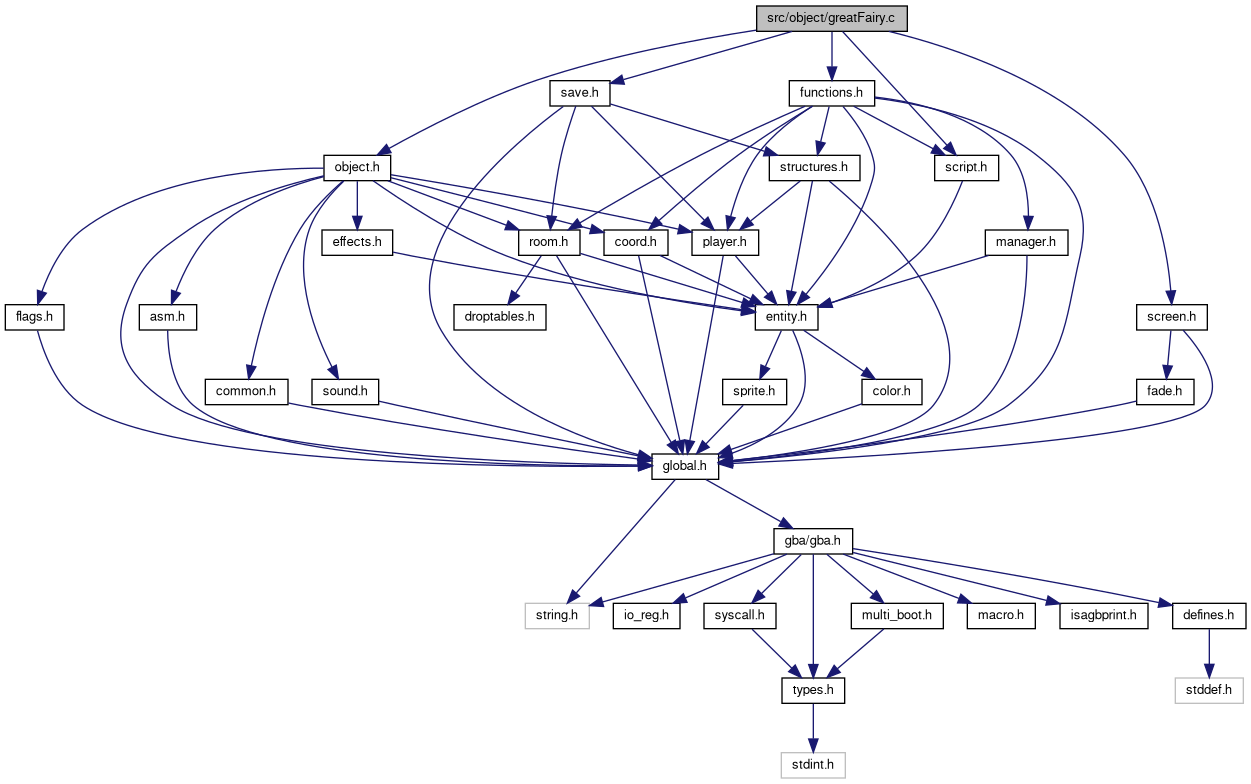 src/object/greatFairy.c
save.h
functions.h
object.h
structures.h
script.h
effects.h
room.h
coord.h
player.h
manager.h
flags.h
asm.h
droptables.h
entity.h
screen.h
common.h
sound.h
sprite.h
color.h
fade.h
global.h
gba/gba.h
string.h
io_reg.h
syscall.h
multi_boot.h
macro.h
isagbprint.h
defines.h
types.h
stddef.h
stdint.h